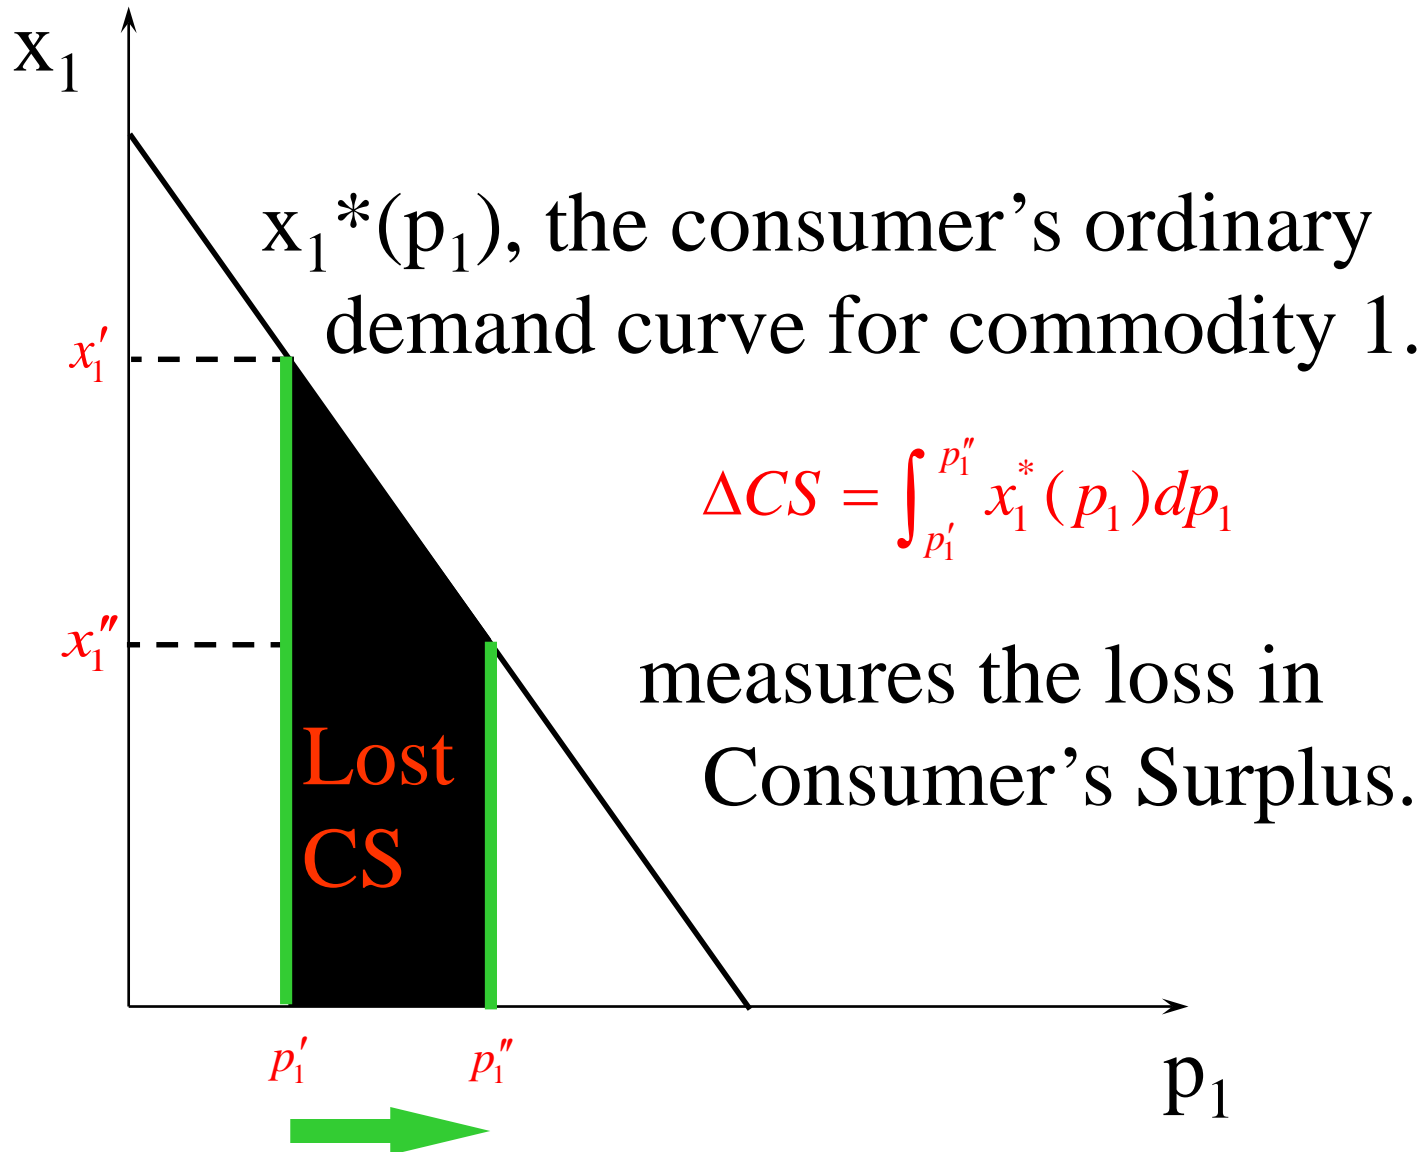 x₁
x₁*(p₁), the consumer’s ordinary
demand curve for commodity 1.
x₁′
ΔCS = ∫_{p₁′}^{p₁″} x₁*(p₁)dp₁
x₁″
measures the loss in
Consumer’s Surplus.
Lost
CS
p₁′ p₁″
p₁